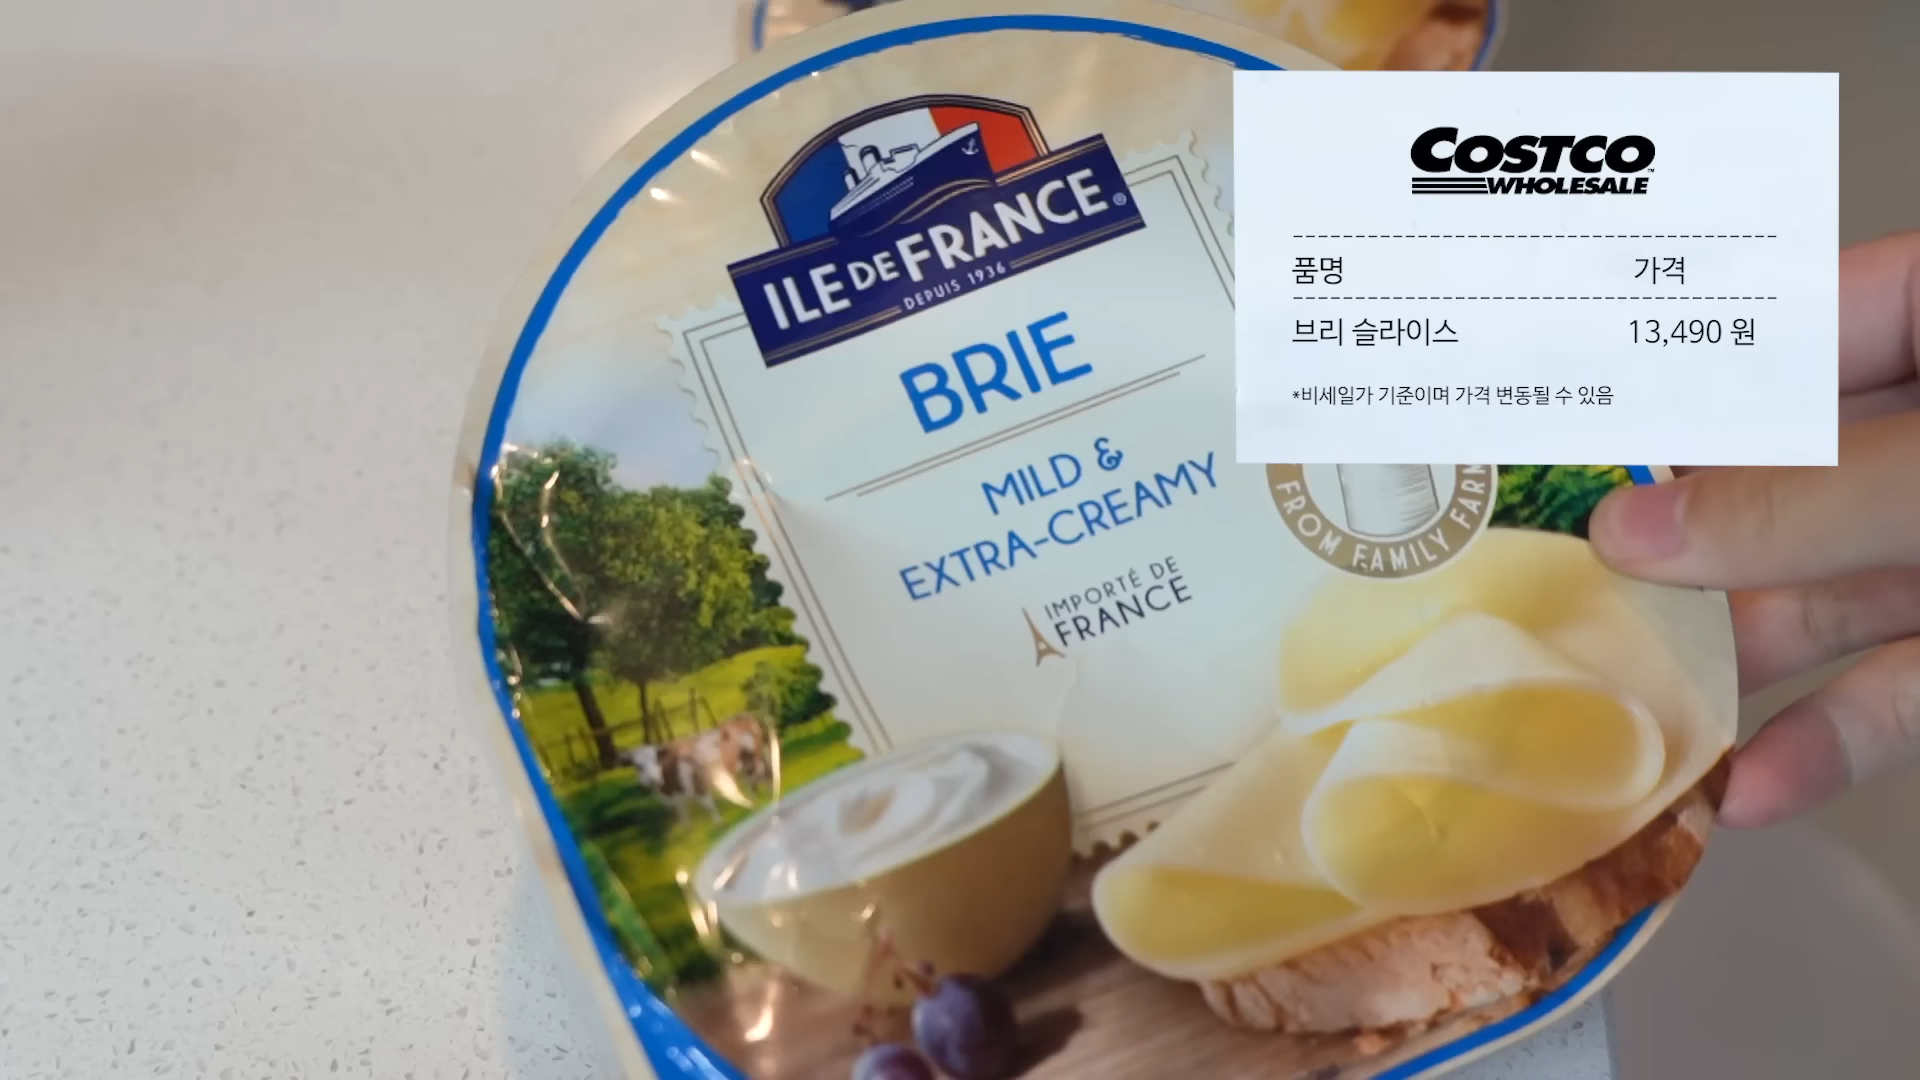 ILE DE FRANCE®
DEPUIS 1936
BRIE
MILD &
EXTRA-CREAMY
IMPORTÉ DE
FRANCE
FROM FAMILY FARM
COSTCO™
WHOLESALE
품명 가격
브리 슬라이스 13,490 원
*비세일가 기준이며 가격 변동될 수 있음